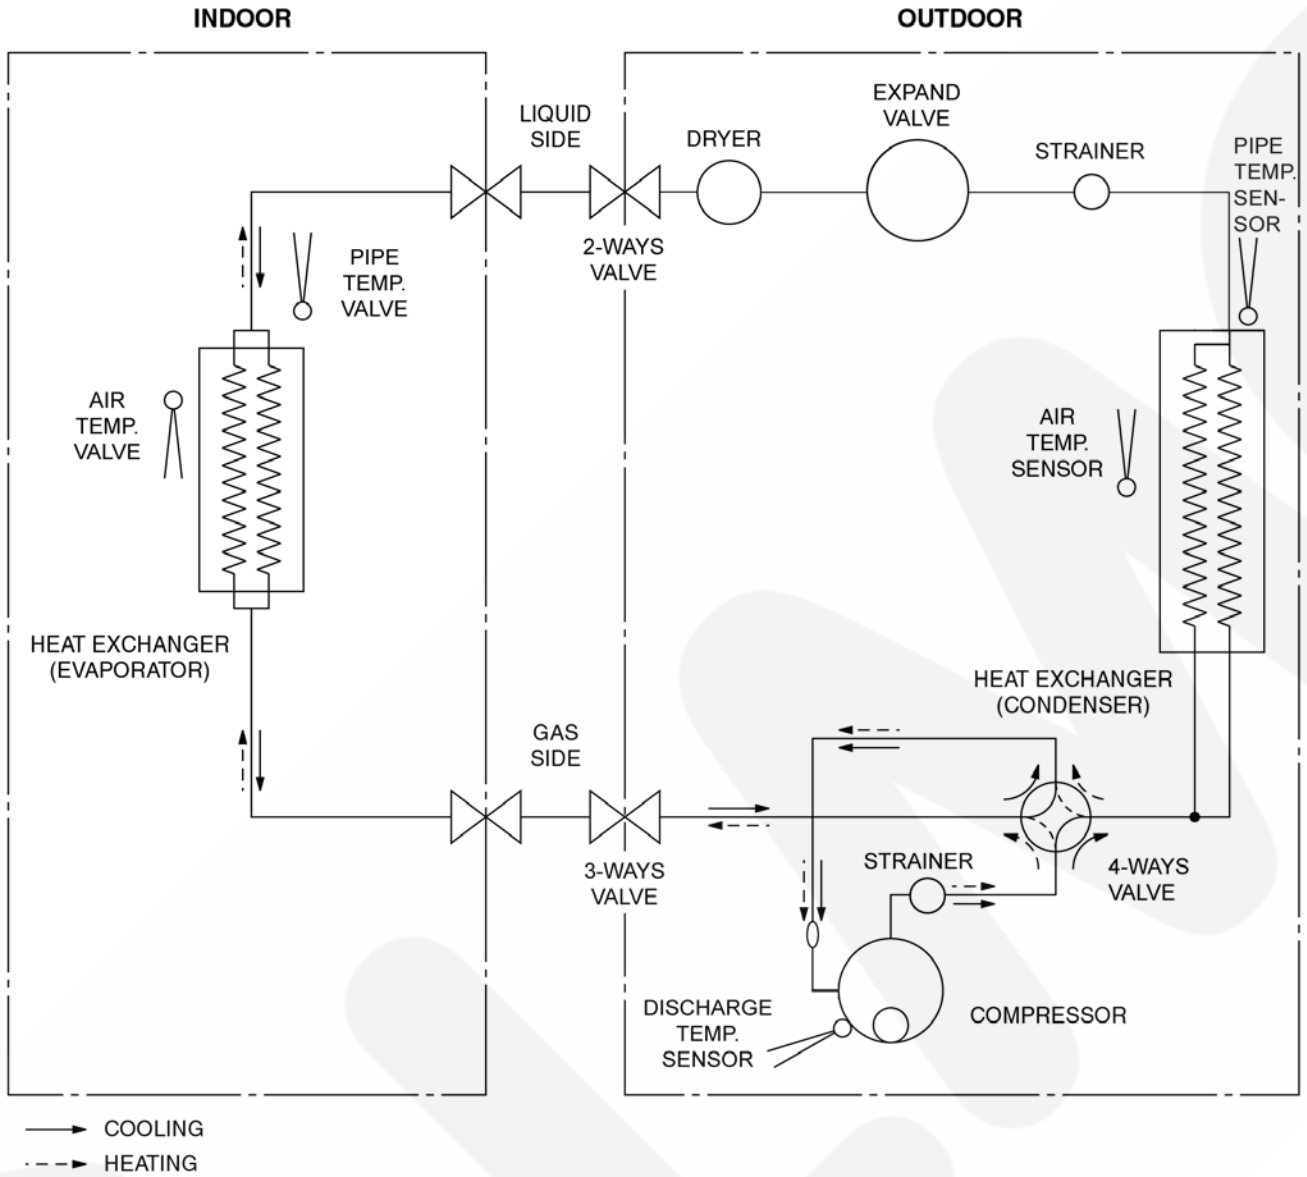 INDOOR
OUTDOOR
LIQUID
SIDE
DRYER
EXPAND
VALVE
STRAINER
PIPE
TEMP.
SEN-
SOR
2-WAYS
VALVE
PIPE
TEMP.
VALVE
AIR
TEMP.
VALVE
AIR
TEMP.
SENSOR
HEAT EXCHANGER
(EVAPORATOR)
HEAT EXCHANGER
(CONDENSER)
GAS
SIDE
3-WAYS
VALVE
STRAINER
4-WAYS
VALVE
DISCHARGE
TEMP.
SENSOR
COMPRESSOR
COOLING
HEATING